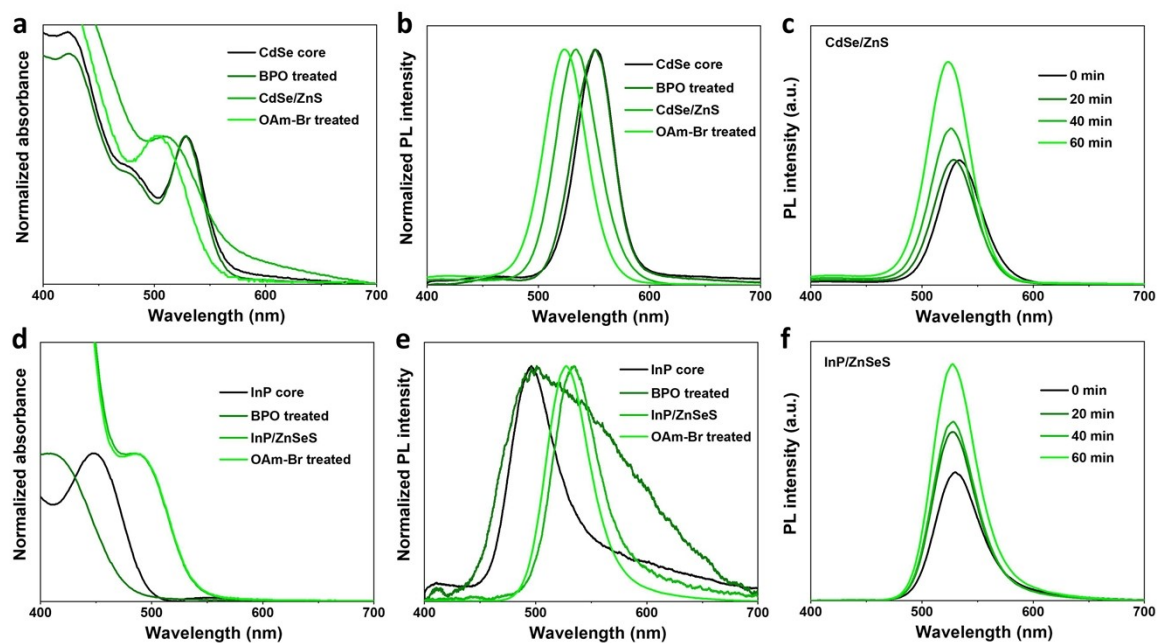 a
CdSe core
BPO treated
CdSe/ZnS
OAm-Br treated
Normalized absorbance
400 500 600 700
Wavelength (nm)
b
CdSe core
BPO treated
CdSe/ZnS
OAm-Br treated
Normalized PL intensity
400 500 600 700
Wavelength (nm)
c
CdSe/ZnS
0 min
20 min
40 min
60 min
PL intensity (a.u.)
400 500 600 700
Wavelength (nm)
d
InP core
BPO treated
InP/ZnSeS
OAm-Br treated
Normalized absorbance
400 500 600 700
Wavelength (nm)
e
InP core
BPO treated
InP/ZnSeS
OAm-Br treated
Normalized PL intensity
400 500 600 700
Wavelength (nm)
f
InP/ZnSeS
0 min
20 min
40 min
60 min
PL intensity (a.u.)
400 500 600 700
Wavelength (nm)